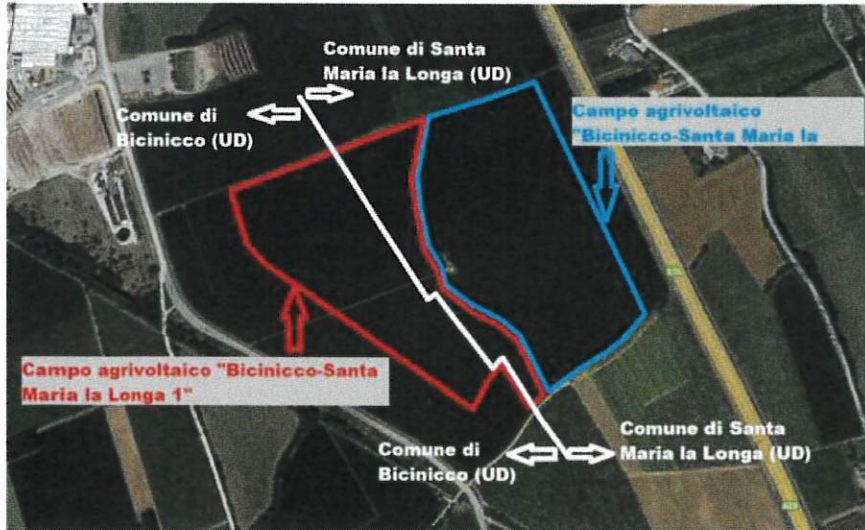 Comune di Santa
Maria la Longa (UD)
Comune di
Bicinicco (UD)
Campo agrivoltaico
"Bicinicco-Santa Maria la
Campo agrivoltaico "Bicinicco-Santa
Maria la Longa 1"
Comune di
Bicinicco (UD)
Comune di Santa
Maria la Longa (UD)